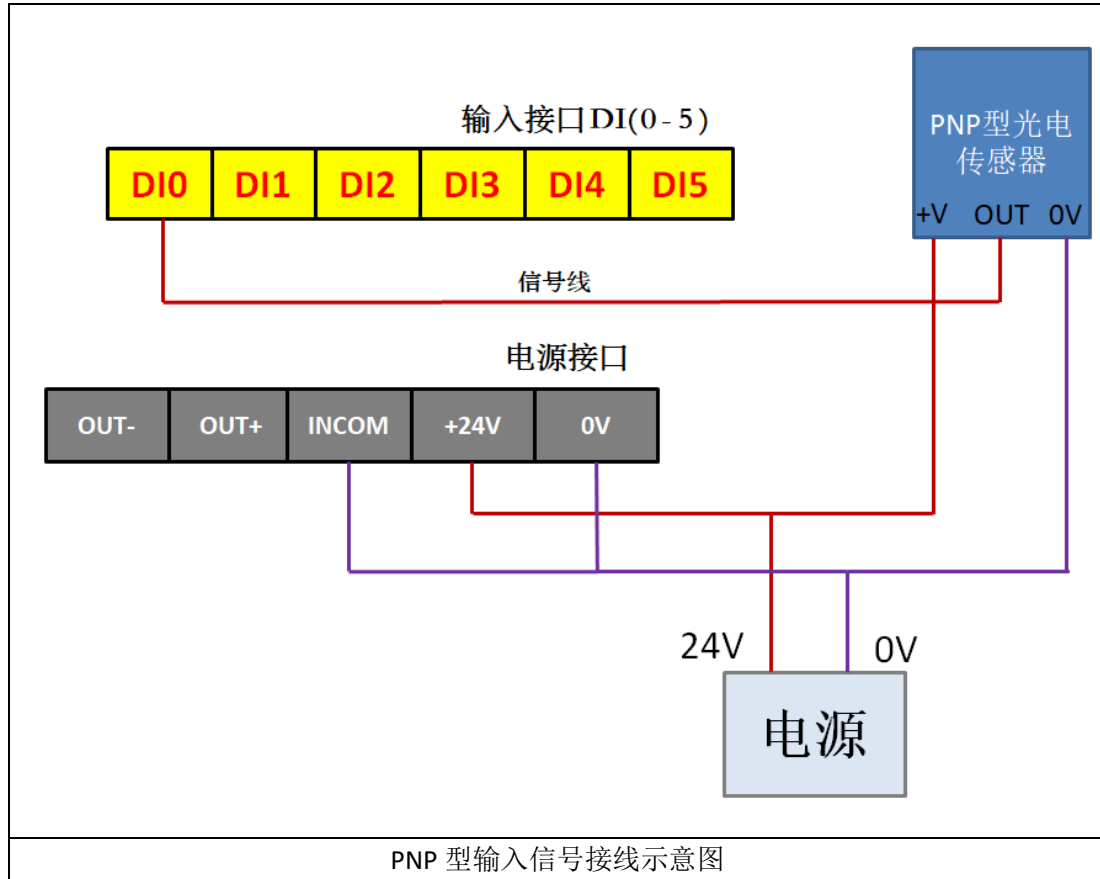 输入接口DI(0-5)
PNP型光电
传感器
+V OUT 0V
DI0 DI1 DI2 DI3 DI4 DI5
信号线
电源接口
OUT- OUT+ INCOM +24V 0V
24V 0V
电源
PNP 型输入信号接线示意图